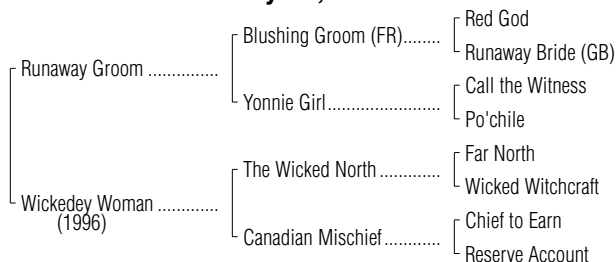 Red God
Blushing Groom (FR)........
Runaway Bride (GB)
Runaway Groom ...............
Call the Witness
Yonnie Girl........................
Po'chile
Far North
The Wicked North .............
Wicked Witchcraft
Wickedey Woman .............
(1996)
Chief to Earn
Canadian Mischief.............
Reserve Account